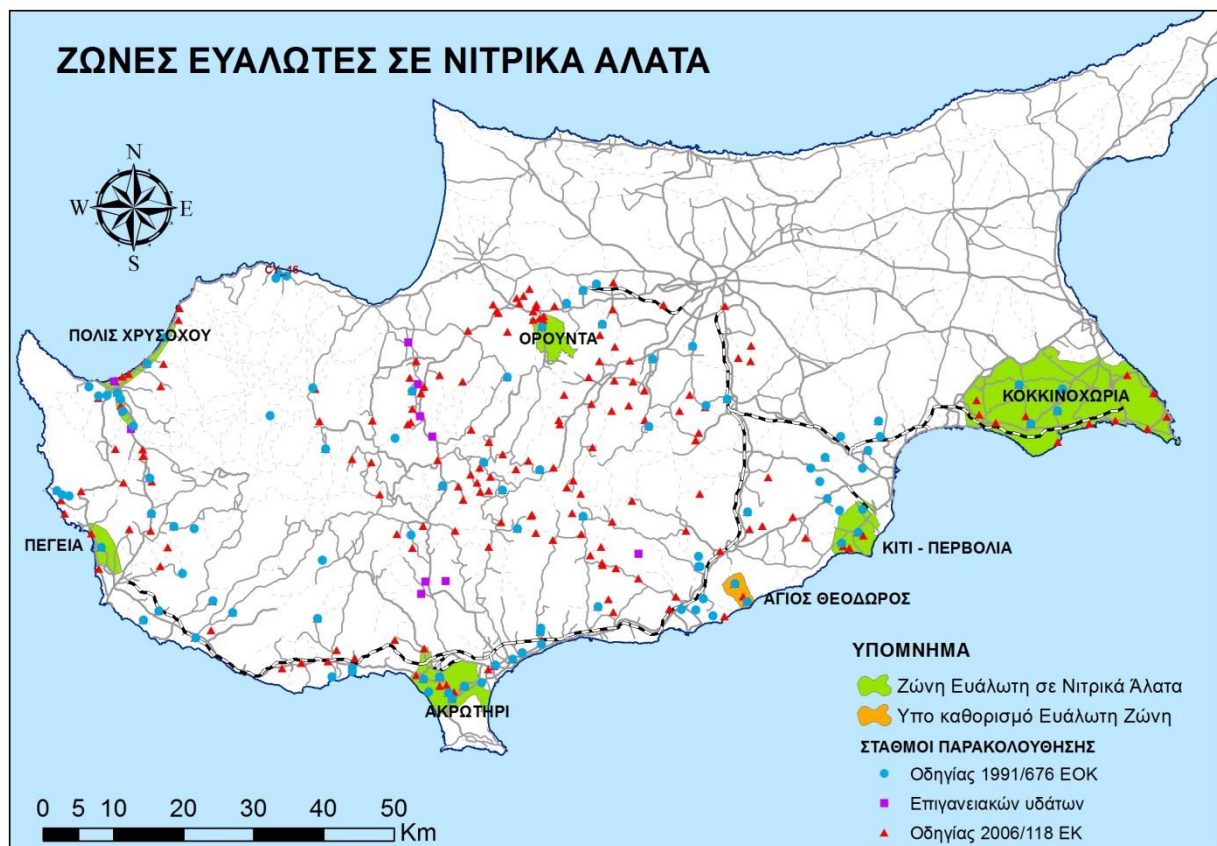 ΖΩΝΕΣ ΕΥΑΛΩΤΕΣ ΣΕ ΝΙΤΡΙΚΑ ΑΛΑΤΑ
N
W E
S
CY_16
ΠΟΛΙΣ ΧΡΥΣΟΧΟΥ
ΟΡΟΥΝΤΑ
ΚΟΚΚΙΝΟΧΩΡΙΑ
ΠΕΓΕΙΑ
ΚΙΤΙ - ΠΕΡΒΟΛΙΑ
ΑΓΙΟΣ ΘΕΟΔΩΡΟΣ
ΑΚΡΩΤΗΡΙ
ΥΠΟΜΝΗΜΑ
Ζώνη Ευάλωτη σε Νιτρικά Άλατα
Υπο καθορισμό Ευάλωτη Ζώνη
ΣΤΑΘΜΟΙ ΠΑΡΑΚΟΛΟΥΘΗΣΗΣ
Οδηγίας 1991/676 ΕΟΚ
Επιγανειακών υδάτων
Οδηγίας 2006/118 ΕΚ
0 5 10 20 30 40 50
Km